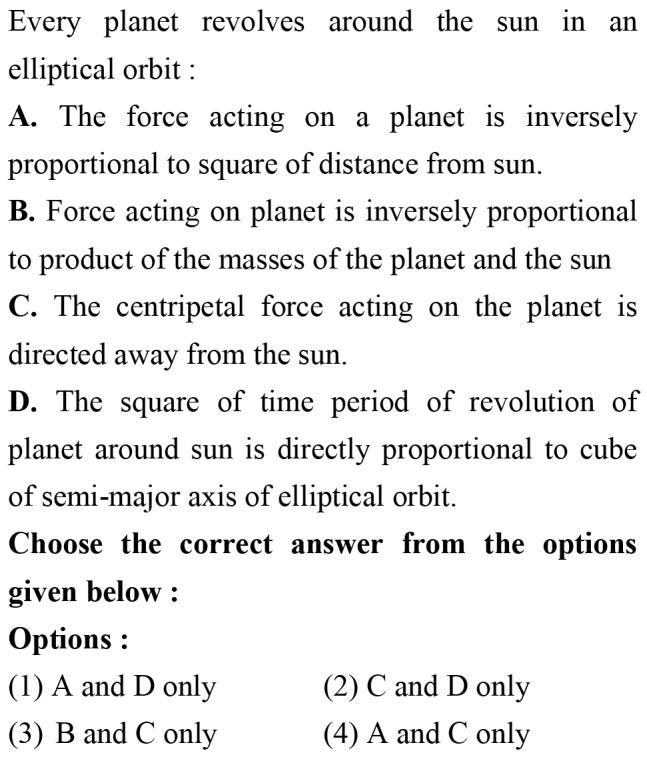 Every planet revolves around the sun in an
elliptical orbit :
A. The force acting on a planet is inversely
proportional to square of distance from sun.
B. Force acting on planet is inversely proportional
to product of the masses of the planet and the sun
C. The centripetal force acting on the planet is
directed away from the sun.
D. The square of time period of revolution of
planet around sun is directly proportional to cube
of semi-major axis of elliptical orbit.
Choose the correct answer from the options
given below :
Options :
(1) A and D only (2) C and D only
(3) B and C only (4) A and C only